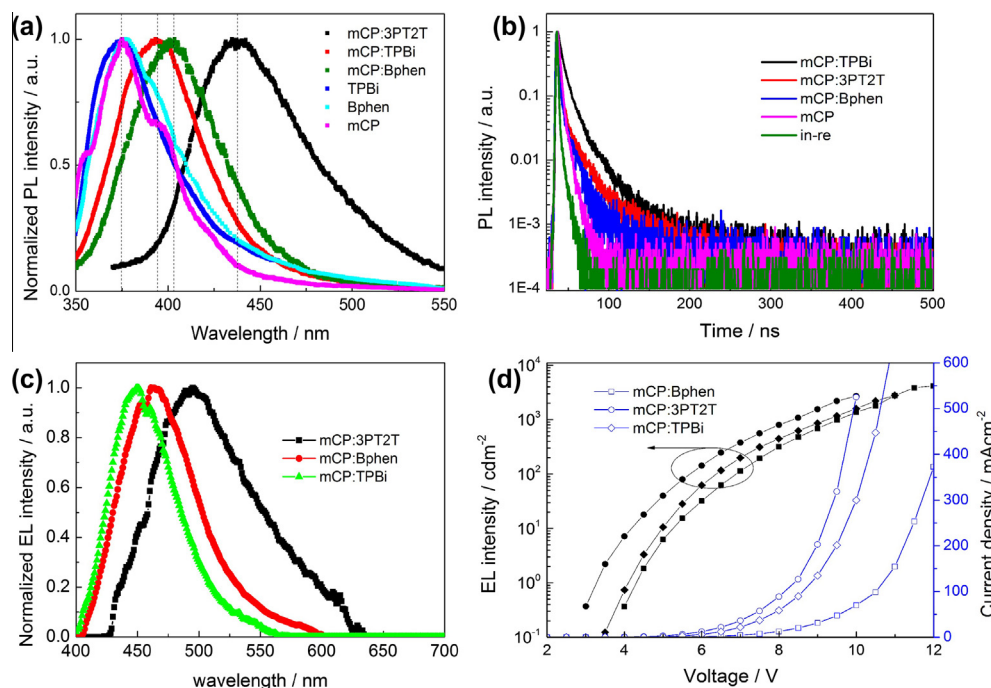 (a)
Normalized PL intensity / a.u.
1.0
0.5
0.0
mCP:3PT2T
mCP:TPBi
mCP:Bphen
TPBi
Bphen
mCP
350 400 450 500 550
Wavelength / nm
(b)
PL intensity / a.u.
1
0.1
0.01
1E-3
1E-4
mCP:TPBi
mCP:3PT2T
mCP:Bphen
mCP
in-re
100 200 300 400 500
Time / ns
(c)
Normalized EL intensity / a.u.
1.0
0.8
0.6
0.4
0.2
0.0
mCP:3PT2T
mCP:Bphen
mCP:TPBi
400 450 500 550 600 650 700
wavelength / nm
(d)
EL intensity / cdm-2
10^4
10^3
10^2
10^1
10^0
10^-1
mCP:Bphen
mCP:3PT2T
mCP:TPBi
600
500
400
300
200
100
0
Current density / mAcm-2
2 4 6 8 10 12
Voltage / V